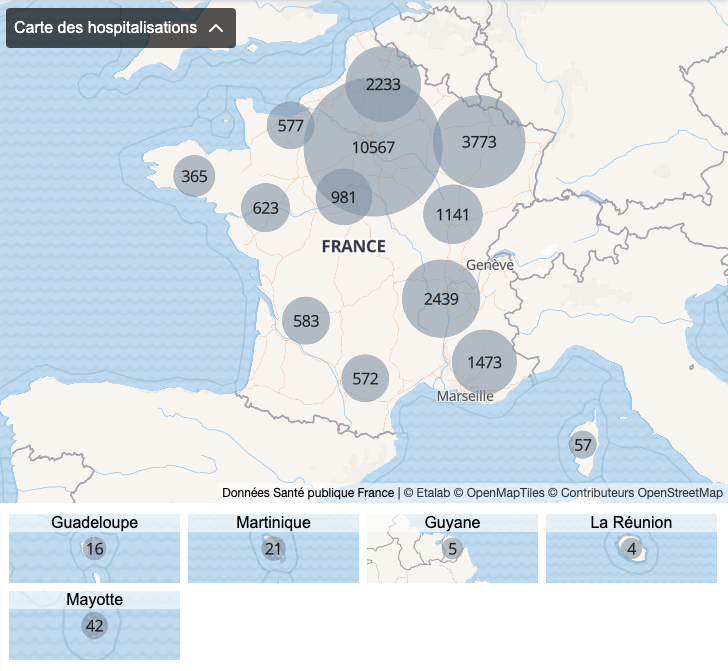 Carte des hospitalisations
2233
577
10567
3773
365
981
623
1141
FRANCE
Genève
2439
583
1473
572
Marseille
57
Données Santé publique France | © Etalab © OpenMapTiles © Contributeurs OpenStreetMap
Guadeloupe
Martinique
Guyane
La Réunion
16
21
5
4
Mayotte
42